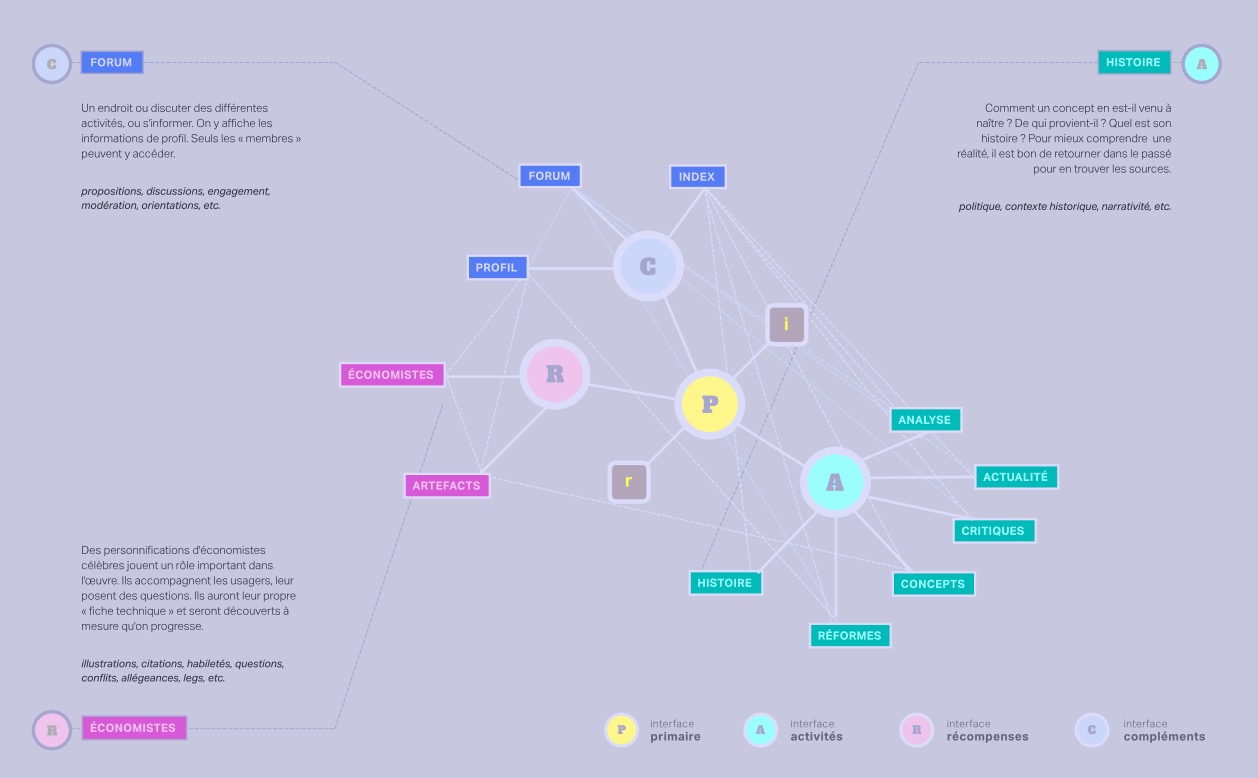 C
FORUM
Un endroit ou discuter des différentes
activités, ou s'informer. On y affiche les
informations de profil. Seuls les « membres »
peuvent y accéder.
propositions, discussions, engagement,
modération, orientations, etc.
HISTOIRE
A
Comment un concept en est-il venu à
naître ? De qui provient-il ? Quel est son
histoire ? Pour mieux comprendre  une
réalité, il est bon de retourner dans le passé
pour en trouver les sources.
politique, contexte historique, narrativité, etc.
FORUM
INDEX
PROFIL
C
i
ÉCONOMISTES
R
P
ANALYSE
ARTEFACTS
r
A
ACTUALITÉ
CRITIQUES
HISTOIRE
CONCEPTS
RÉFORMES
Des personnifications d'économistes
célèbres jouent un rôle important dans
l'œuvre. Ils accompagnent les usagers, leur
posent des questions. Ils auront leur propre
« fiche technique » et seront découverts à
mesure qu'on progresse.
illustrations, citations, habiletés, questions,
conflits, allégeances, legs, etc.
R
ÉCONOMISTES
P
interface
primaire
A
interface
activités
R
interface
récompenses
C
interface
compléments